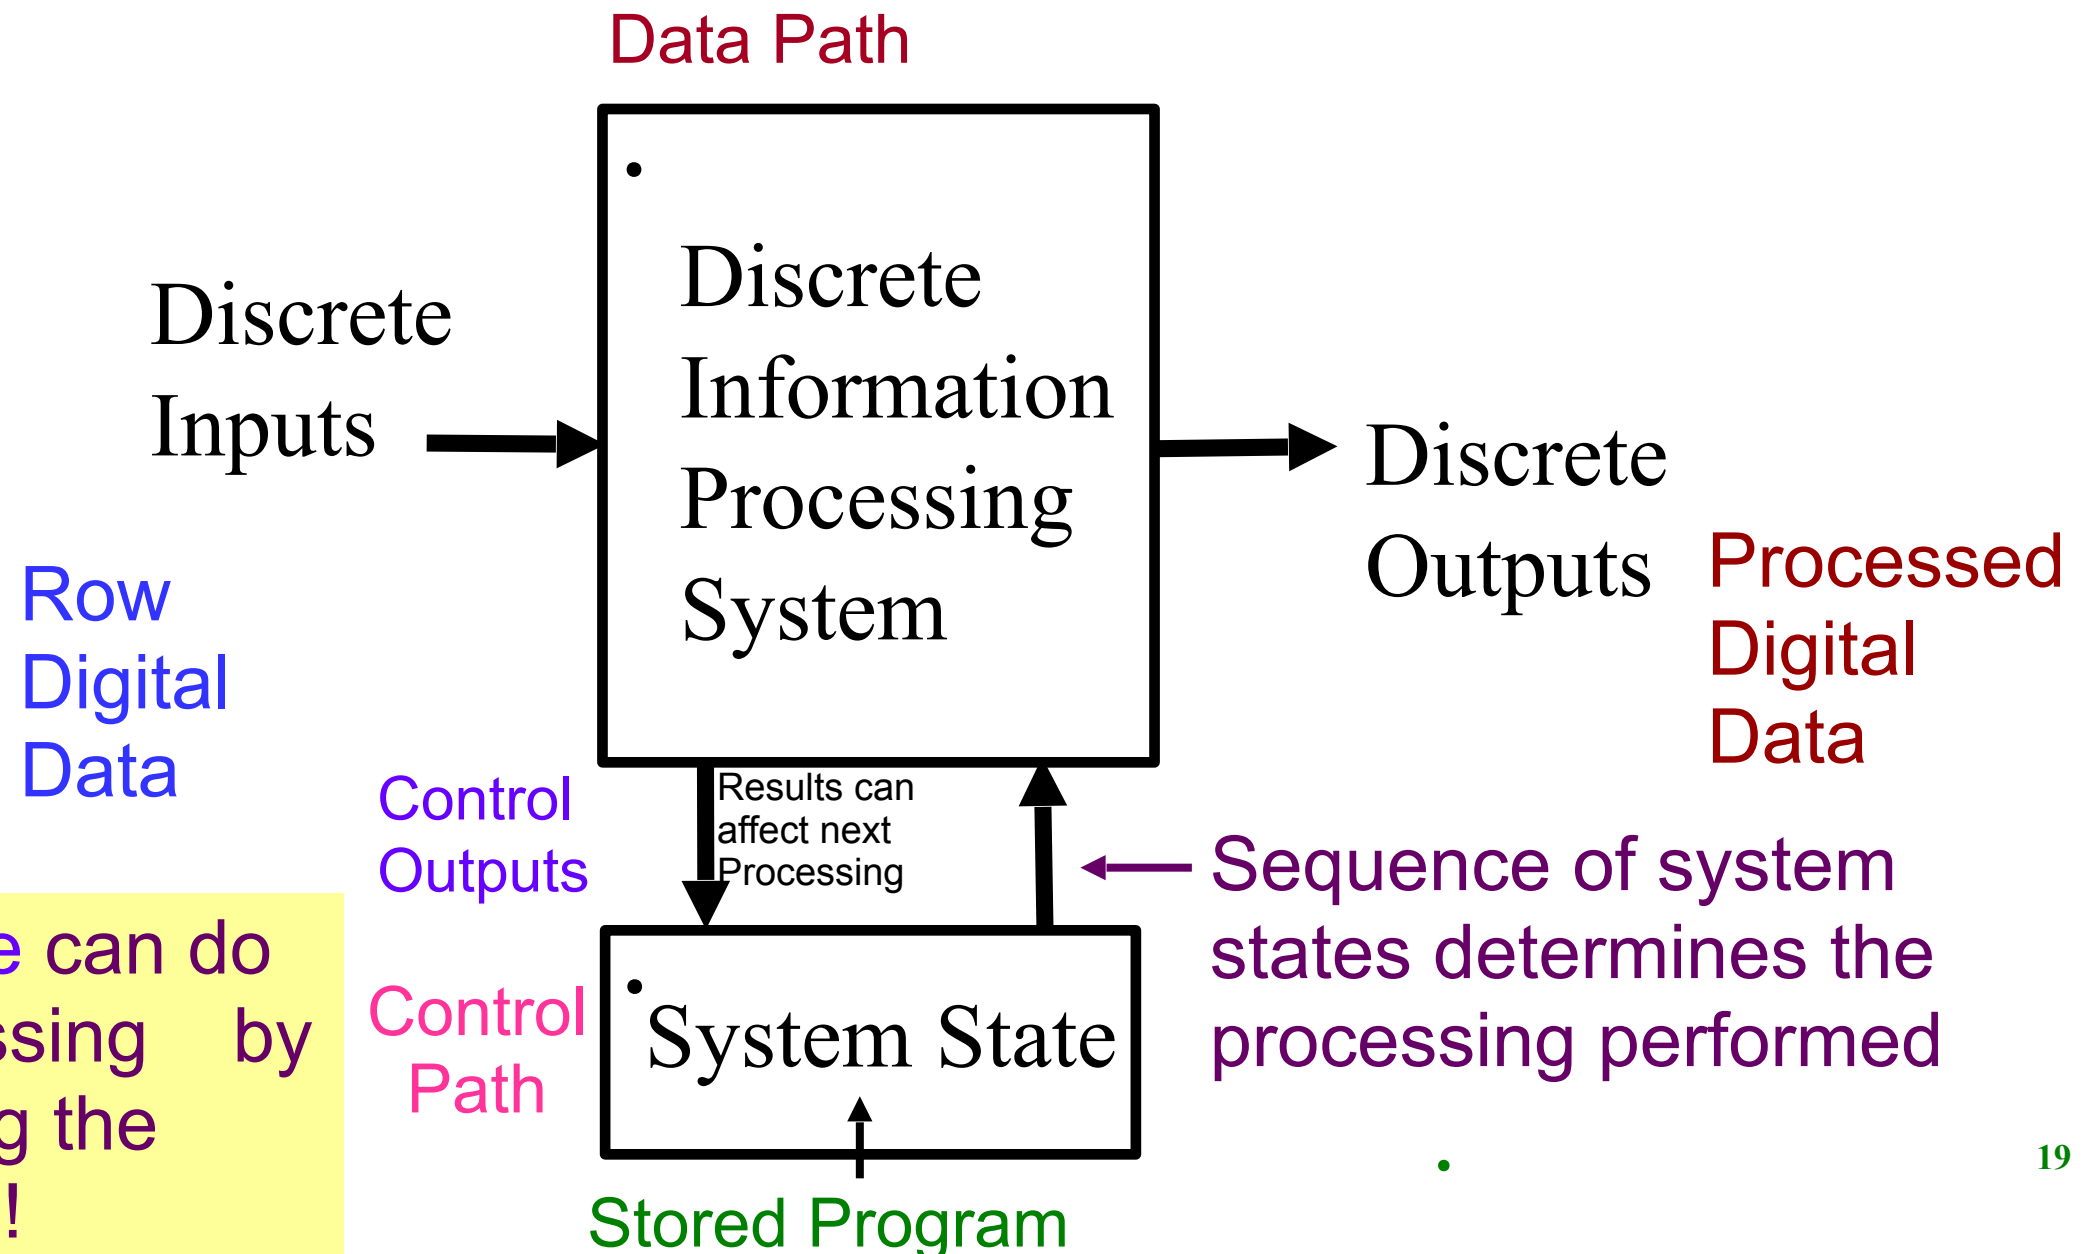 Data Path
Discrete
Inputs
•
Discrete
Information
Processing
System
Discrete
Outputs
Row
Digital
Data
Processed
Digital
Data
Control
Outputs
Results can
affect next
Processing
Sequence of system
states determines the
processing performed
can do
by
the
!
Control
Path
•
System State
Stored Program
•
19